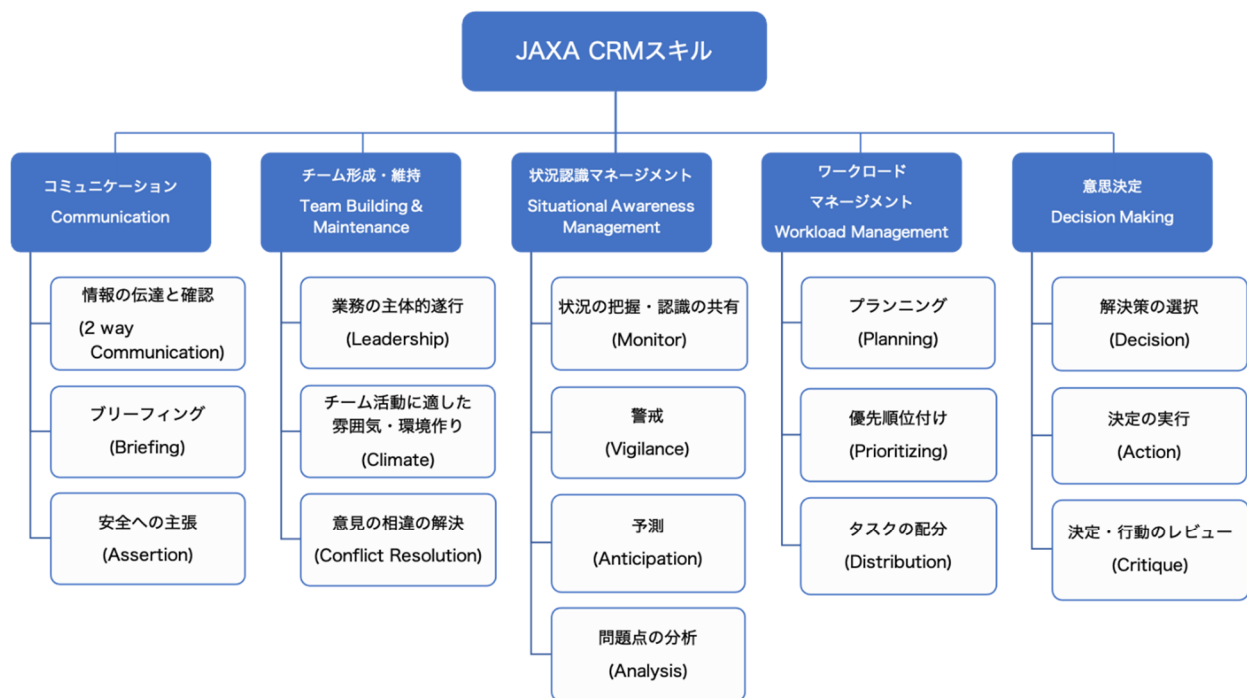 JAXA CRMスキル
コミュニケーション
Communication
情報の伝達と確認
(2 way
Communication)
ブリーフィング
(Briefing)
安全への主張
(Assertion)
チーム形成・維持
Team Building &
Maintenance
業務の主体的遂行
(Leadership)
チーム活動に適した
雰囲気・環境作り
(Climate)
意見の相違の解決
(Conflict Resolution)
状況認識マネージメント
Situational Awareness
Management
状況の把握・認識の共有
(Monitor)
警戒
(Vigilance)
予測
(Anticipation)
問題点の分析
(Analysis)
ワークロード
マネージメント
Workload Management
プランニング
(Planning)
優先順位付け
(Prioritizing)
タスクの配分
(Distribution)
意思決定
Decision Making
解決策の選択
(Decision)
決定の実行
(Action)
決定・行動のレビュー
(Critique)